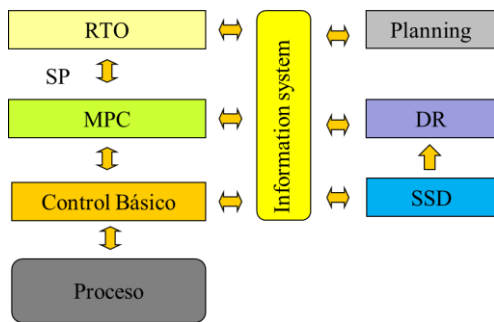 RTO
SP
MPC
Control Básico
Proceso
Information system
Planning
DR
SSD